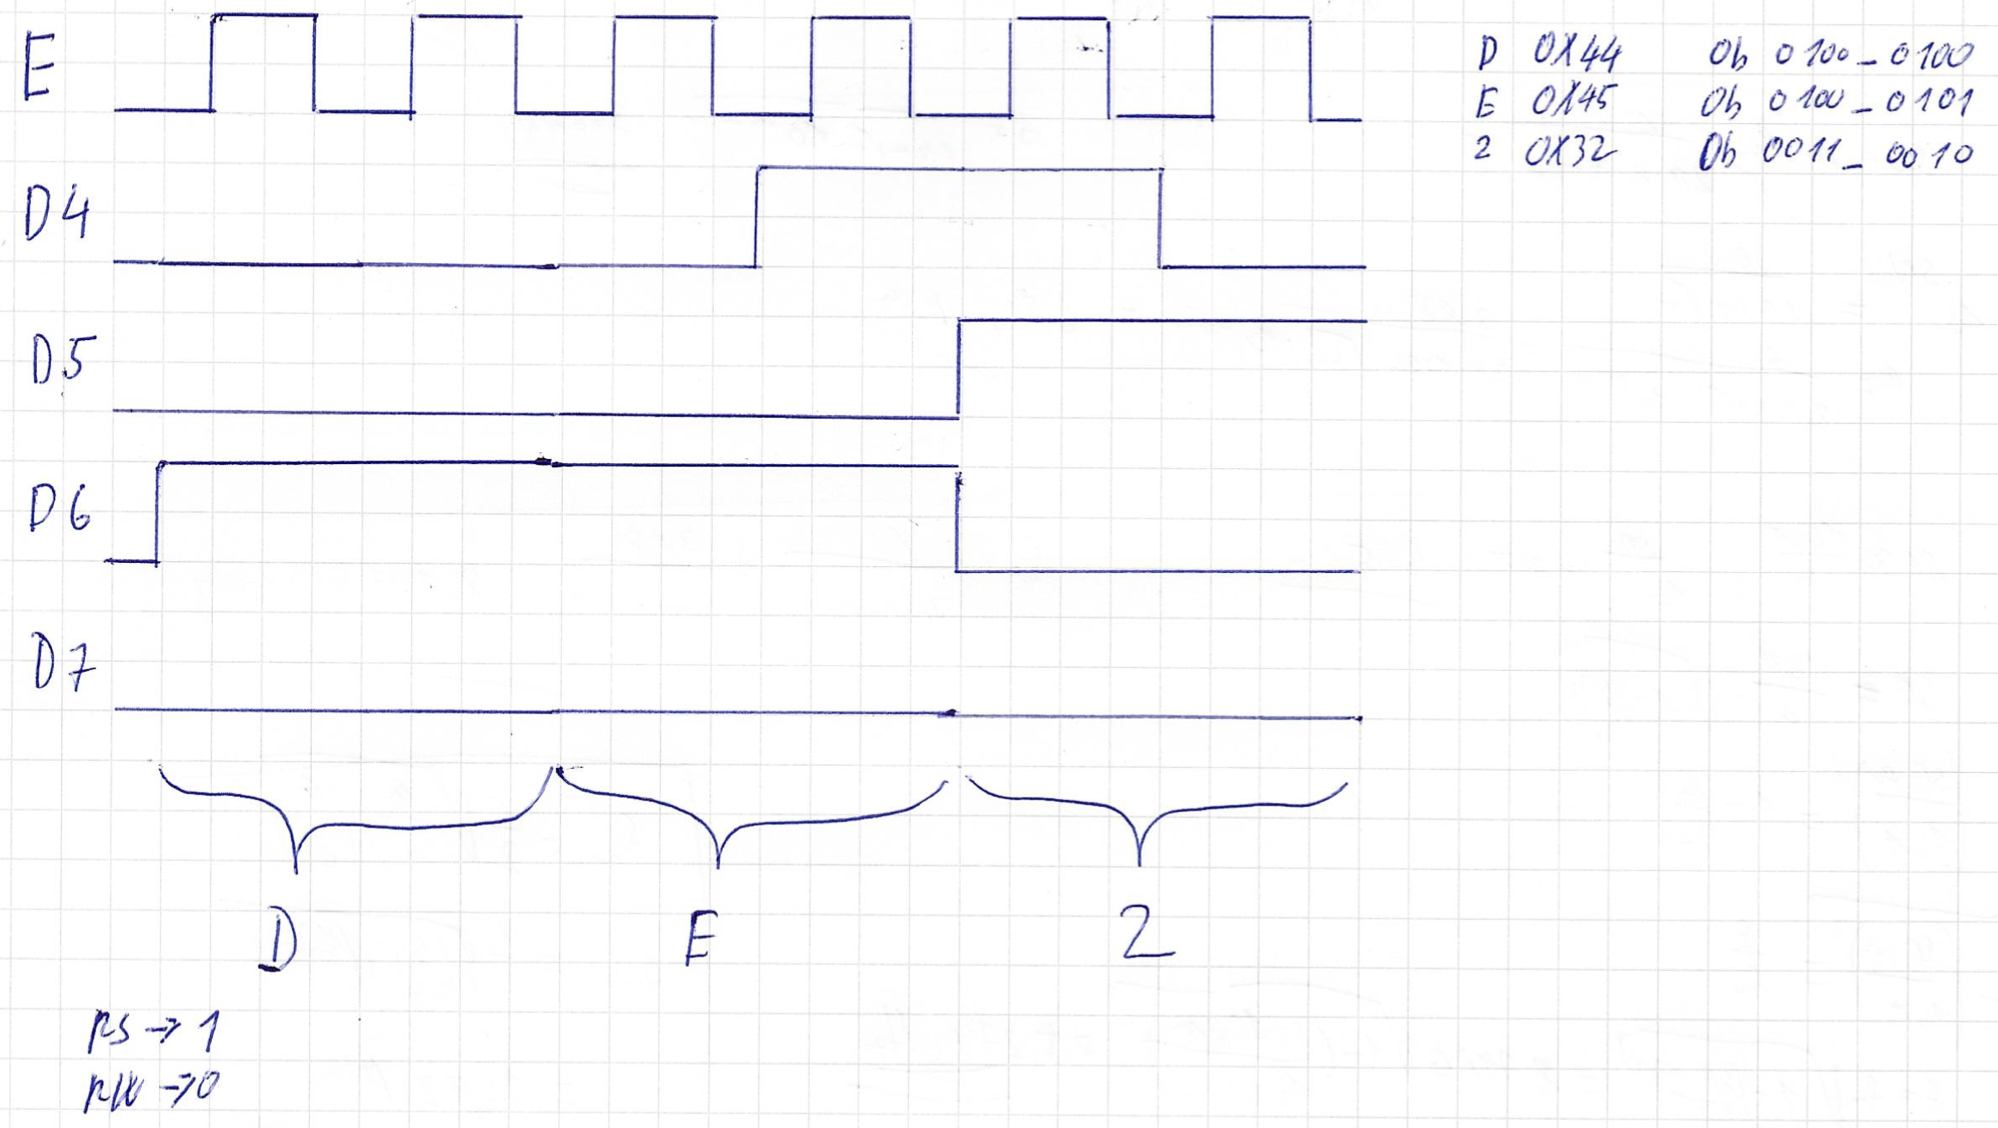 E
D 0X44 0b 0100_0100
E 0X45 0b 0100_0101
2 0X32 0b 0011_0010
D4
D5
D6
D7
D E 2
RS → 1
RW → 0